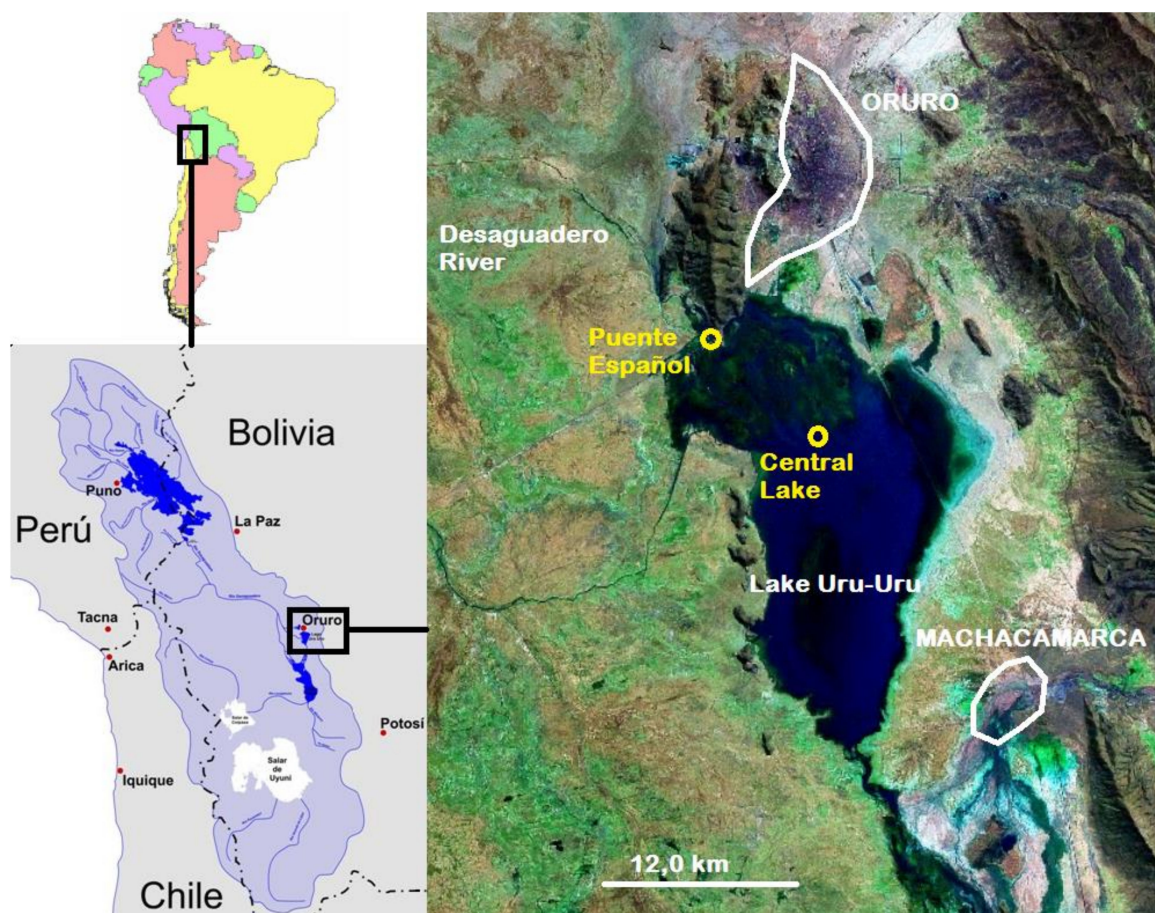 ORURO
Desaguadero
River
Puente
Español
Central
Lake
Lake Uru-Uru
MACHACAMARCA
12,0 km
Bolivia
Puno
Perú
La Paz
Tacna
Oruro
Arica
Potosí
Salar
de
Uyuni
Iquique
Chile